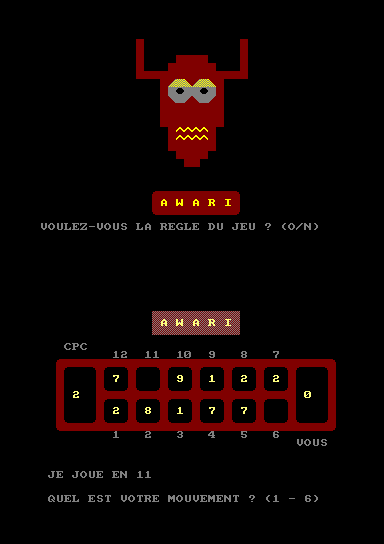 A W A R I
VOULEZ-VOUS LA REGLE DU JEU ? (O/N)
A W A R I
CPC
12 11 10 9 8 7
7 9 1 2 2
2 0
2 8 1 7 7
1 2 3 4 5 6
VOUS
JE JOUE EN 11
QUEL EST VOTRE MOUVEMENT ? (1 - 6)